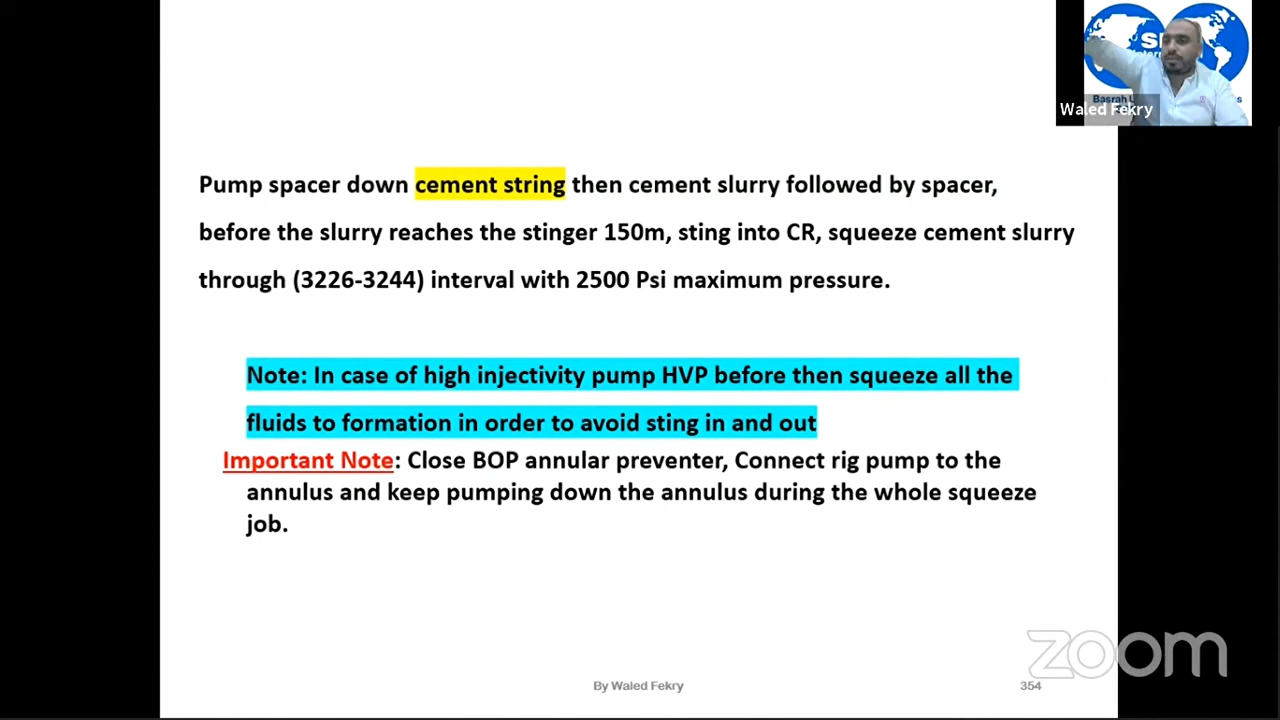 Waled Fekry
Pump spacer down cement string then cement slurry followed by spacer,
before the slurry reaches the stinger 150m, sting into CR, squeeze cement slurry
through (3226-3244) interval with 2500 Psi maximum pressure.
Note: In case of high injectivity pump HVP before then squeeze all the
fluids to formation in order to avoid sting in and out
Important Note: Close BOP annular preventer, Connect rig pump to the
annulus and keep pumping down the annulus during the whole squeeze
job.
zoom
By Waled Fekry
354